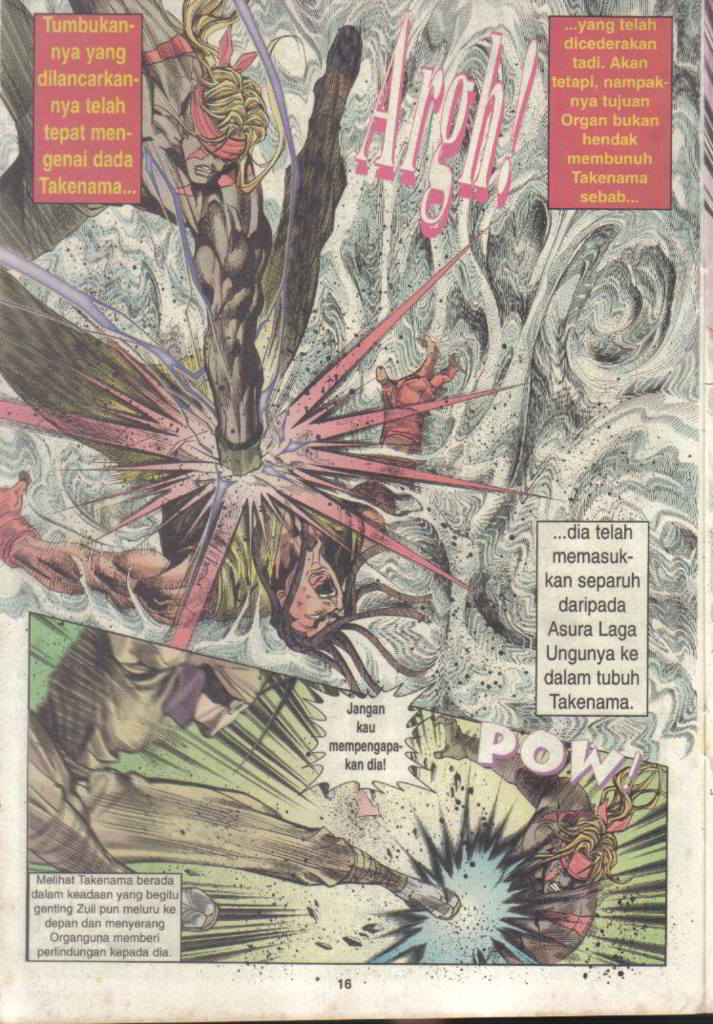 Tumbukan-
nya yang
dilancarkan-
nya telah
tepat men-
genai dada
Takenama...
Argh!
...yang telah
dicederakan
tadi. Akan
tetapi, nampak-
nya tujuan
Organ bukan
hendak
membunuh
Takenama
sebab...
...dia telah
memasuk-
kan separuh
daripada
Asura Laga
Ungunya ke
dalam tubuh
Takenama.
Jangan
kau
mempengapa-
kan dia!
POW!
Melihat Takenama berada
dalam keadaan yang begitu
genting Zuii pun meluru ke
depan dan menyerang
Organguna memberi
perlindungan kepada dia.
16